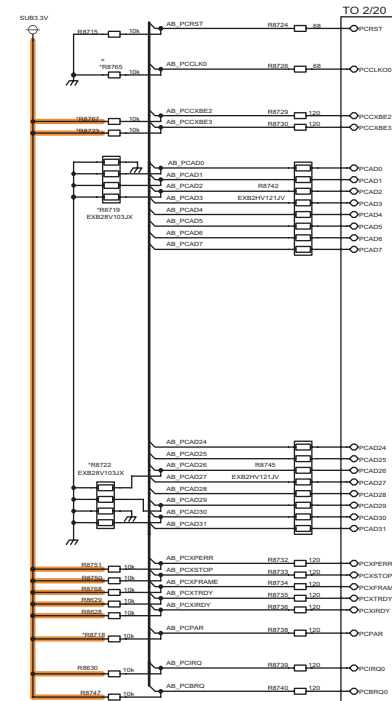 TO 2/20
SUB3.3V
R8715 10k AB_PCRST R8724 68 PCRST
*R8765 10k AB_PCCLK0 R8726 68 PCCLKO0
*R8767 10k AB_PCCXBE2 R8729 120 PCCXBE2
*R8723 10k AB_PCCXBE3 R8730 120 PCCXBE3
AB_PCAD0 PCAD0
AB_PCAD1 PCAD1
AB_PCAD2 R8742 PCAD2
AB_PCAD3 EXB2HV121JV PCAD3
*R8719 AB_PCAD4 PCAD4
EXB28V103JX AB_PCAD5 PCAD5
AB_PCAD6 PCAD6
AB_PCAD7 PCAD7
AB_PCAD24 PCAD24
AB_PCAD25 PCAD25
*R8722 AB_PCAD26 R8745 PCAD26
EXB28V103JX AB_PCAD27 EXB2HV121JV PCAD27
AB_PCAD28 PCAD28
AB_PCAD29 PCAD29
AB_PCAD30 PCAD30
AB_PCAD31 PCAD31
R8751 10k AB_PCXPERR R8732 120 PCXPERR
R8750 10k AB_PCXSTOP R8733 120 PCXSTOP
R8768 10k AB_PCXFRAME R8734 120 PCXFRAM
R8629 10k AB_PCXTRDY R8735 120 PCXTRDY
R8628 10k AB_PCXIRDY R8736 120 PCXIRDY
*R8718 10k AB_PCPAR R8738 120 PCPAR
R8630 10k AB_PCIRQ R8739 120 PCIRQ0
R8747 10k AB_PCBRQ R8740 120 PCBRQ0